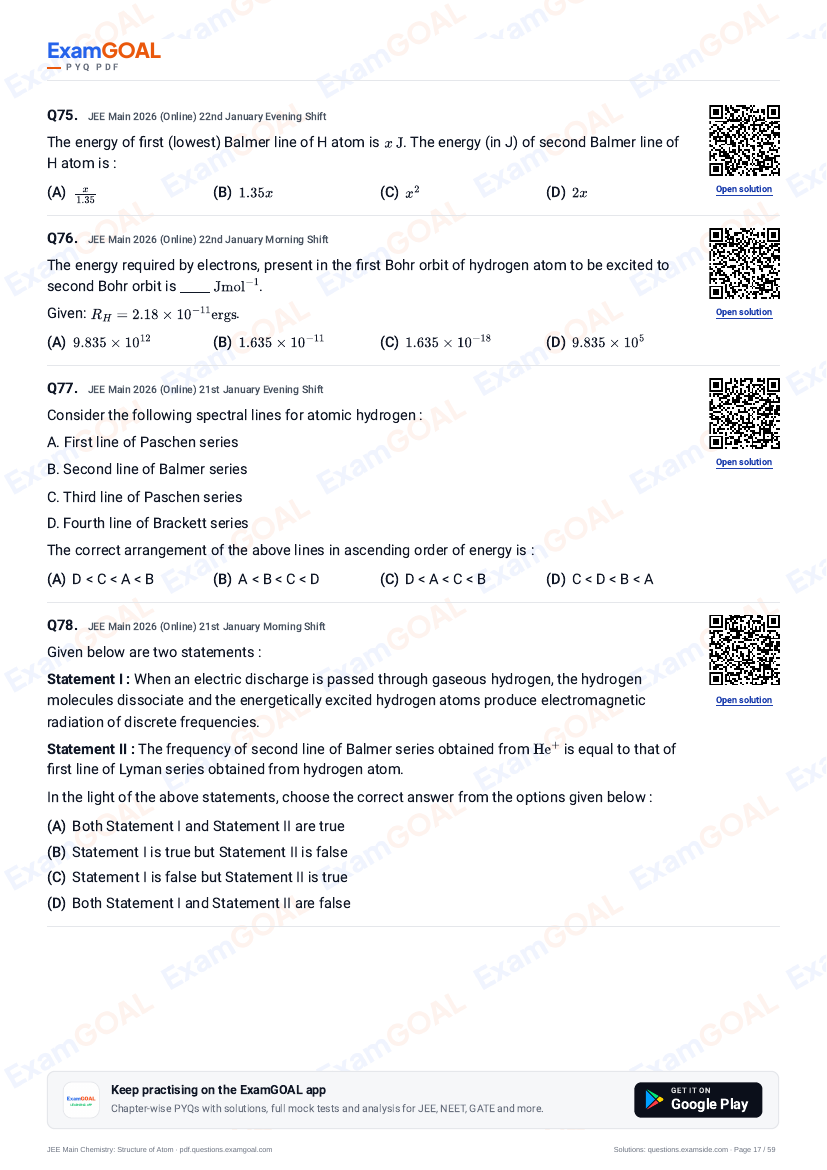 ExamGOAL
PYQ PDF
Q75. JEE Main 2026 (Online) 22nd January Evening Shift
The energy of first (lowest) Balmer line of H atom is x J. The energy (in J) of second Balmer line of
H atom is :
(A) x/1.35 (B) 1.35x (C) x² (D) 2x
Open solution
Q76. JEE Main 2026 (Online) 22nd January Morning Shift
The energy required by electrons, present in the first Bohr orbit of hydrogen atom to be excited to
second Bohr orbit is ____ Jmol⁻¹.
Given: R_H = 2.18 × 10⁻¹¹ergs.
(A) 9.835 × 10¹² (B) 1.635 × 10⁻¹¹ (C) 1.635 × 10⁻¹⁸ (D) 9.835 × 10⁵
Open solution
Q77. JEE Main 2026 (Online) 21st January Evening Shift
Consider the following spectral lines for atomic hydrogen :
A. First line of Paschen series
B. Second line of Balmer series
C. Third line of Paschen series
D. Fourth line of Brackett series
The correct arrangement of the above lines in ascending order of energy is :
(A) D < C < A < B (B) A < B < C < D (C) D < A < C < B (D) C < D < B < A
Open solution
Q78. JEE Main 2026 (Online) 21st January Morning Shift
Given below are two statements :
Statement I : When an electric discharge is passed through gaseous hydrogen, the hydrogen
molecules dissociate and the energetically excited hydrogen atoms produce electromagnetic
radiation of discrete frequencies.
Statement II : The frequency of second line of Balmer series obtained from He⁺ is equal to that of
first line of Lyman series obtained from hydrogen atom.
In the light of the above statements, choose the correct answer from the options given below :
(A) Both Statement I and Statement II are true
(B) Statement I is true but Statement II is false
(C) Statement I is false but Statement II is true
(D) Both Statement I and Statement II are false
Open solution
ExamGOAL
Keep practising on the ExamGOAL app
Chapter-wise PYQs with solutions, full mock tests and analysis for JEE, NEET, GATE and more.
GET IT ON
Google Play
JEE Main Chemistry: Structure of Atom · pdf.questions.examgoal.com
Solutions: questions.examside.com · Page 17 / 59